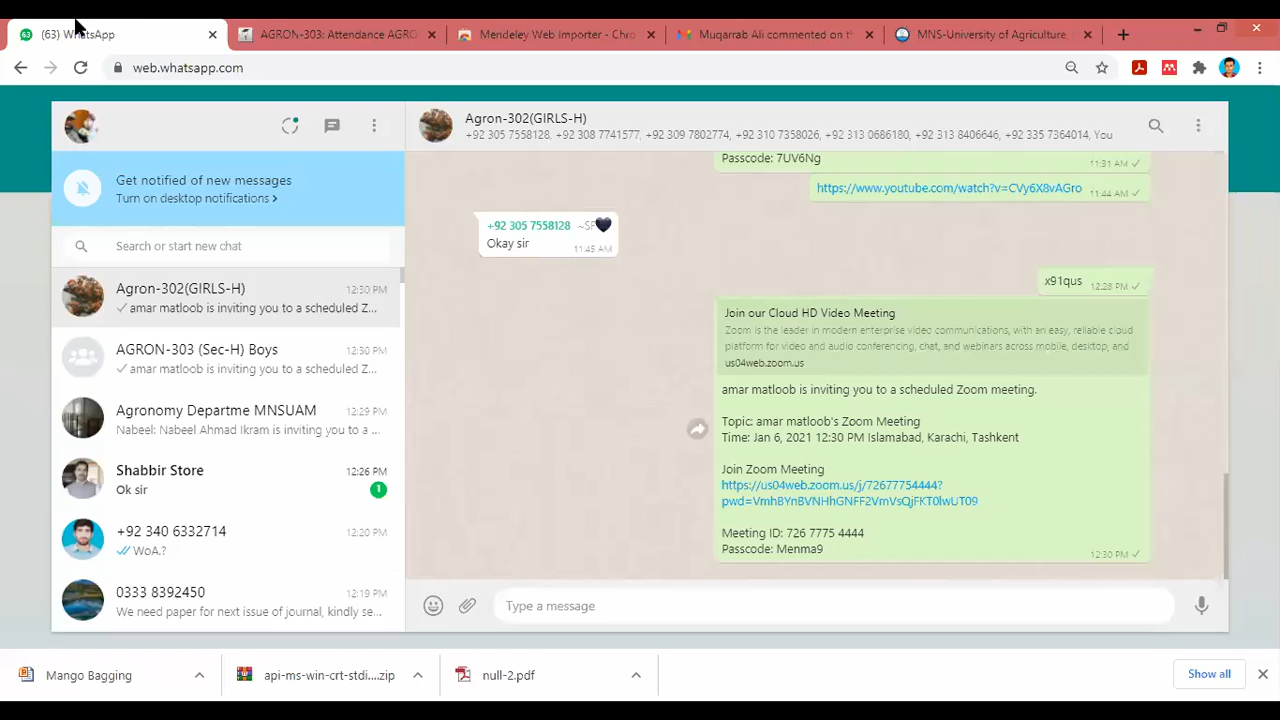 (63) WhatsApp
AGRON-303: Attendance AGRO
Mendeley Web Importer - Chro
Muqarrab Ali commented on th
MNS-University of Agriculture,
web.whatsapp.com
Get notified of new messages
Turn on desktop notifications >
Search or start new chat
Agron-302(GIRLS-H) 12:30 PM
amar matloob is inviting you to a scheduled Z...
AGRON-303 (Sec-H) Boys 12:30 PM
amar matloob is inviting you to a scheduled Z...
Agronomy Departme MNSUAM 12:29 PM
Nabeel: Nabeel Ahmad Ikram is inviting you to a ...
Shabbir Store 12:26 PM
Ok sir 1
+92 340 6332714 12:20 PM
WoA.?
0333 8392450 12:19 PM
We need paper for next issue of journal, kindly se...
Agron-302(GIRLS-H)
+92 305 7558128, +92 308 7741577, +92 309 7802774, +92 310 7358026, +92 313 0686180, +92 313 8406646, +92 335 7364014, You
Passcode: 7UV6Ng
11:31 AM
https://www.youtube.com/watch?v=CVy6X8vAGro
11:44 AM
+92 305 7558128 ~SF🖤
Okay sir 11:45 AM
x91qus 12:28 PM
Join our Cloud HD Video Meeting
Zoom is the leader in modern enterprise video communications, with an easy, reliable cloud
platform for video and audio conferencing, chat, and webinars across mobile, desktop, and
us04web.zoom.us
amar matloob is inviting you to a scheduled Zoom meeting.
Topic: amar matloob's Zoom Meeting
Time: Jan 6, 2021 12:30 PM Islamabad, Karachi, Tashkent
Join Zoom Meeting
https://us04web.zoom.us/j/72677754444?
pwd=VmhBYnBVNHhGNFF2VmVsQjFKT0lwUT09
Meeting ID: 726 7775 4444
Passcode: Menma9
12:30 PM
Type a message
Mango Bagging
api-ms-win-crt-stdi....zip
null-2.pdf
Show all